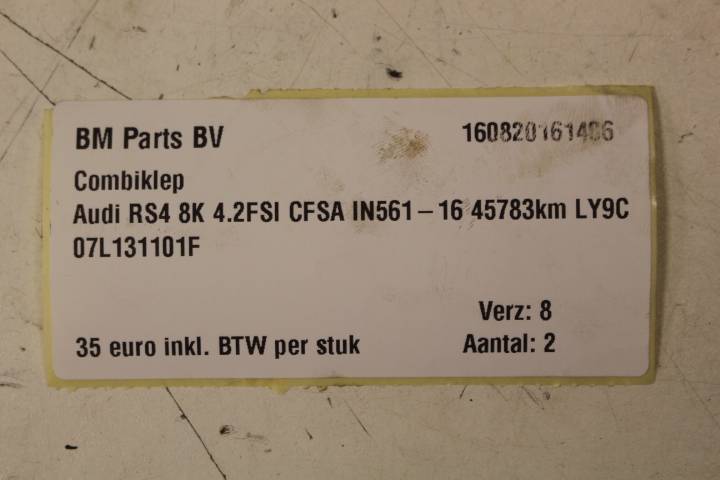 BM Parts BV
Combiklep
Audi RS4 8K 4.2FSI CFSA IN561-16 45783km LY9C
07L131101F
Verz: 8
35 euro inkl. BTW per stuk
Aantal: 2